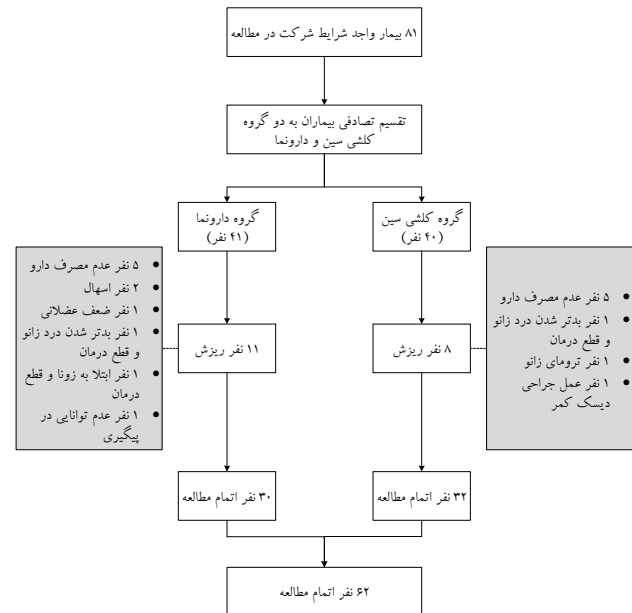 ۸۱ بیمار واجد شرایط شرکت در مطالعه
تقسیم تصادفی بیماران به دو گروه
کلشی سین و دارونما
گروه کلشی سین
(۴۰ نفر)
گروه دارونما
(۴۱ نفر)
۵ نفر عدم مصرف دارو
۱ نفر بدتر شدن درد زانو
و قطع درمان
۱ نفر ترومای زانو
۱ نفر عمل جراحی
دیسک کمر
۸ نفر ریزش
۱۱ نفر ریزش
۵ نفر عدم مصرف دارو
۲ نفر اسهال
۱ نفر ضعف عضلانی
۱ نفر بدتر شدن درد زانو
و قطع درمان
۱ نفر ابتلا به زونا و قطع
درمان
۱ نفر عدم توانایی در
پیگیری
۳۲ نفر اتمام مطالعه
۳۰ نفر اتمام مطالعه
۶۲ نفر اتمام مطالعه